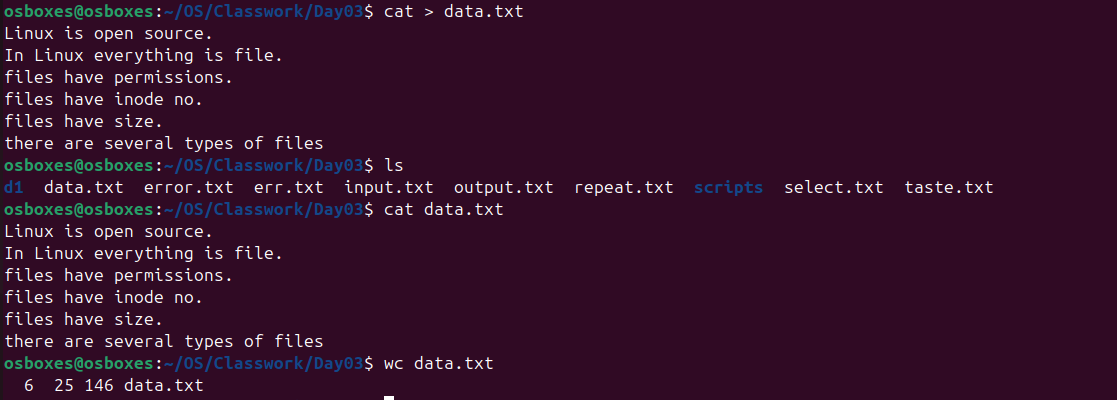 osboxes@osboxes:~/OS/Classwork/Day03$ cat > data.txt
Linux is open source.
In Linux everything is file.
files have permissions.
files have inode no.
files have size.
there are several types of files
osboxes@osboxes:~/OS/Classwork/Day03$ ls
d1  data.txt  error.txt  err.txt  input.txt  output.txt  repeat.txt  scripts  select.txt  taste.txt
osboxes@osboxes:~/OS/Classwork/Day03$ cat data.txt
Linux is open source.
In Linux everything is file.
files have permissions.
files have inode no.
files have size.
there are several types of files
osboxes@osboxes:~/OS/Classwork/Day03$ wc data.txt
  6  25 146 data.txt